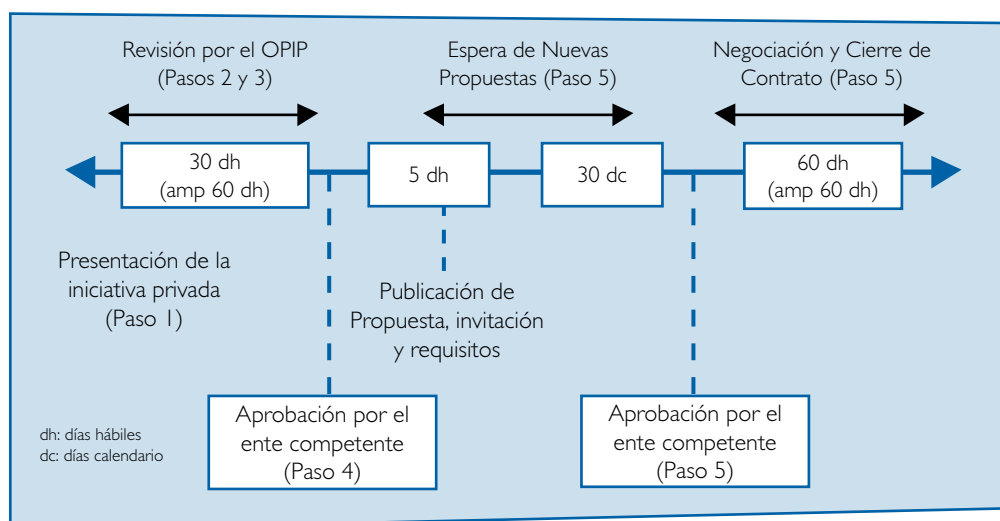 Revisión por el OPIP
(Pasos 2 y 3)
Espera de Nuevas
Propuestas (Paso 5)
Negociación y Cierre de
Contrato (Paso 5)
30 dh
(amp 60 dh)
5 dh
30 dc
60 dh
(amp 60 dh)
Presentación de la
iniciativa privada
(Paso 1)
Publicación de
Propuesta, invitación
y requisitos
Aprobación por el
ente competente
(Paso 4)
Aprobación por el
ente competente
(Paso 5)
dh: días hábiles
dc: días calendario